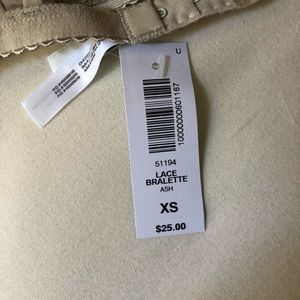 U
10000000601167
51194
LACE
BRALETTE
ASH
XS
$25.00